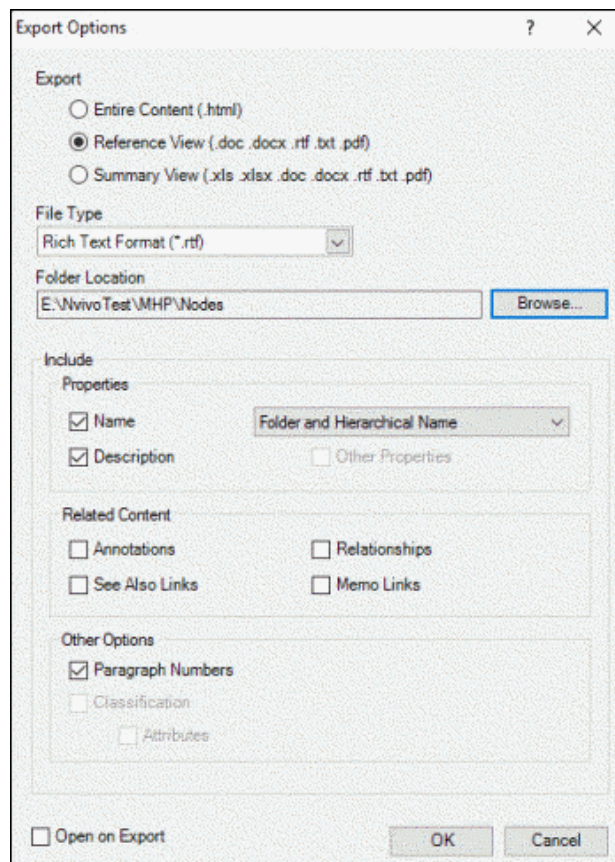 Export Options
?
Export
Entire Content (.html)
Reference View (.doc .docx .rtf .txt .pdf)
Summary View (.xls .xlsx .doc .docx .rtf .txt .pdf)
File Type
Rich Text Format (*.rtf)
Folder Location
E:\NvivoTest\MHP\Nodes Browse...
Include
Properties
Name Folder and Hierarchical Name
Description Other Properties
Related Content
Annotations Relationships
See Also Links Memo Links
Other Options
Paragraph Numbers
Classification
Attributes
Open on Export OK Cancel